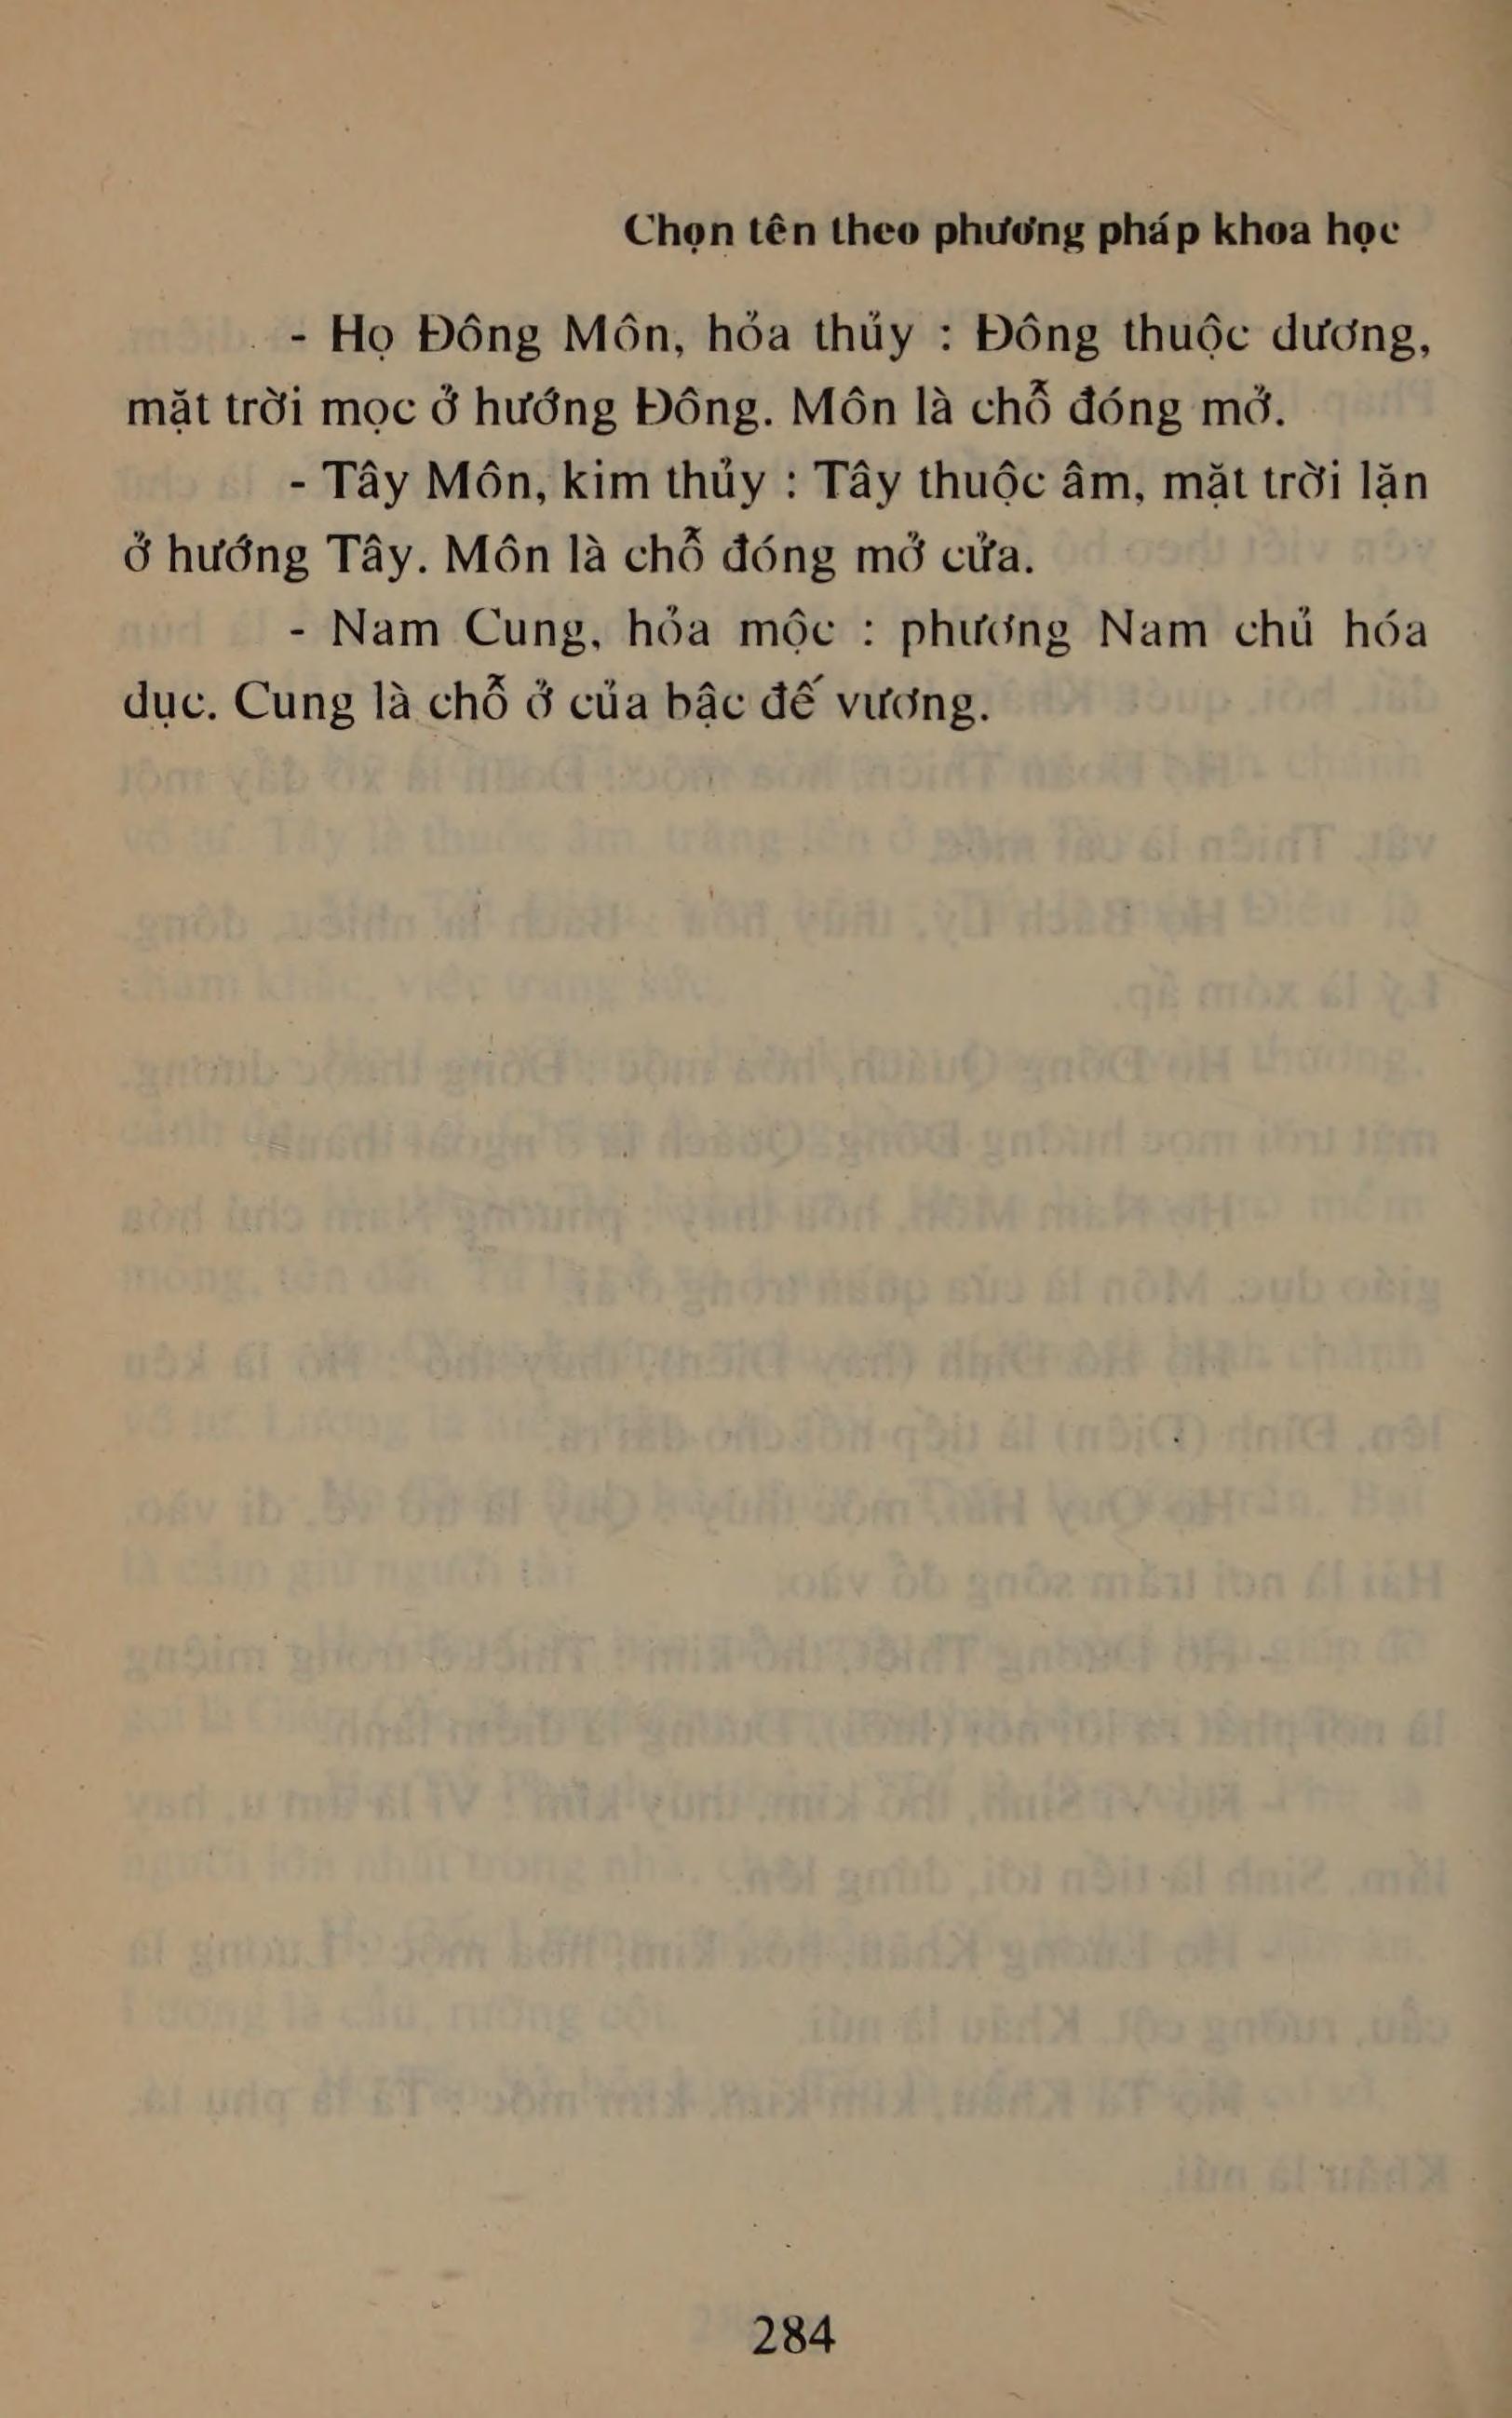 Chọn tên theo phương pháp khoa học
- Họ Đông Môn, hỏa thủy : Đông thuộc dương,
mặt trời mọc ở hướng Đông. Môn là chỗ đóng mở.
- Tây Môn, kim thủy : Tây thuộc âm, mặt trời lặn
ở hướng Tây. Môn là chỗ đóng mở cửa.
- Nam Cung, hỏa mộc : phương Nam chủ hóa
dục. Cung là chỗ ở của bậc đế vương.
284